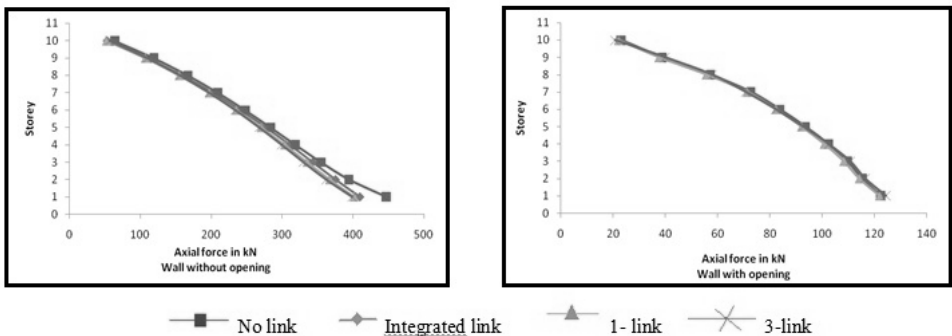 11
10
9
8
7
6
5
4
3
2
1
0
Storey
0 100 200 300 400 500
Axial force in kN
Wall without opening
11
10
9
8
7
6
5
4
3
2
1
0
Storey
0 20 40 60 80 100 120 140
Axial force in kN
Wall with opening
No link Integrated link 1- link 3-link